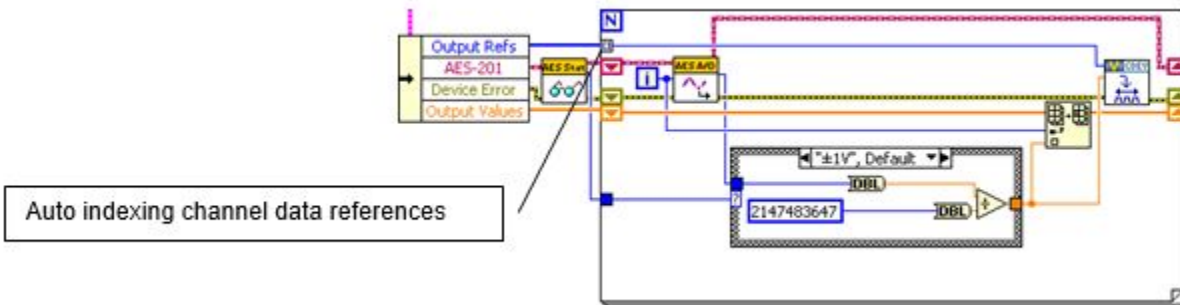 N
Output Refs
AES-201
Device Error
Output Values
AES Stat
AES A/D
i
"±1V", Default
DBL
2147483647
DBL
Auto indexing channel data references